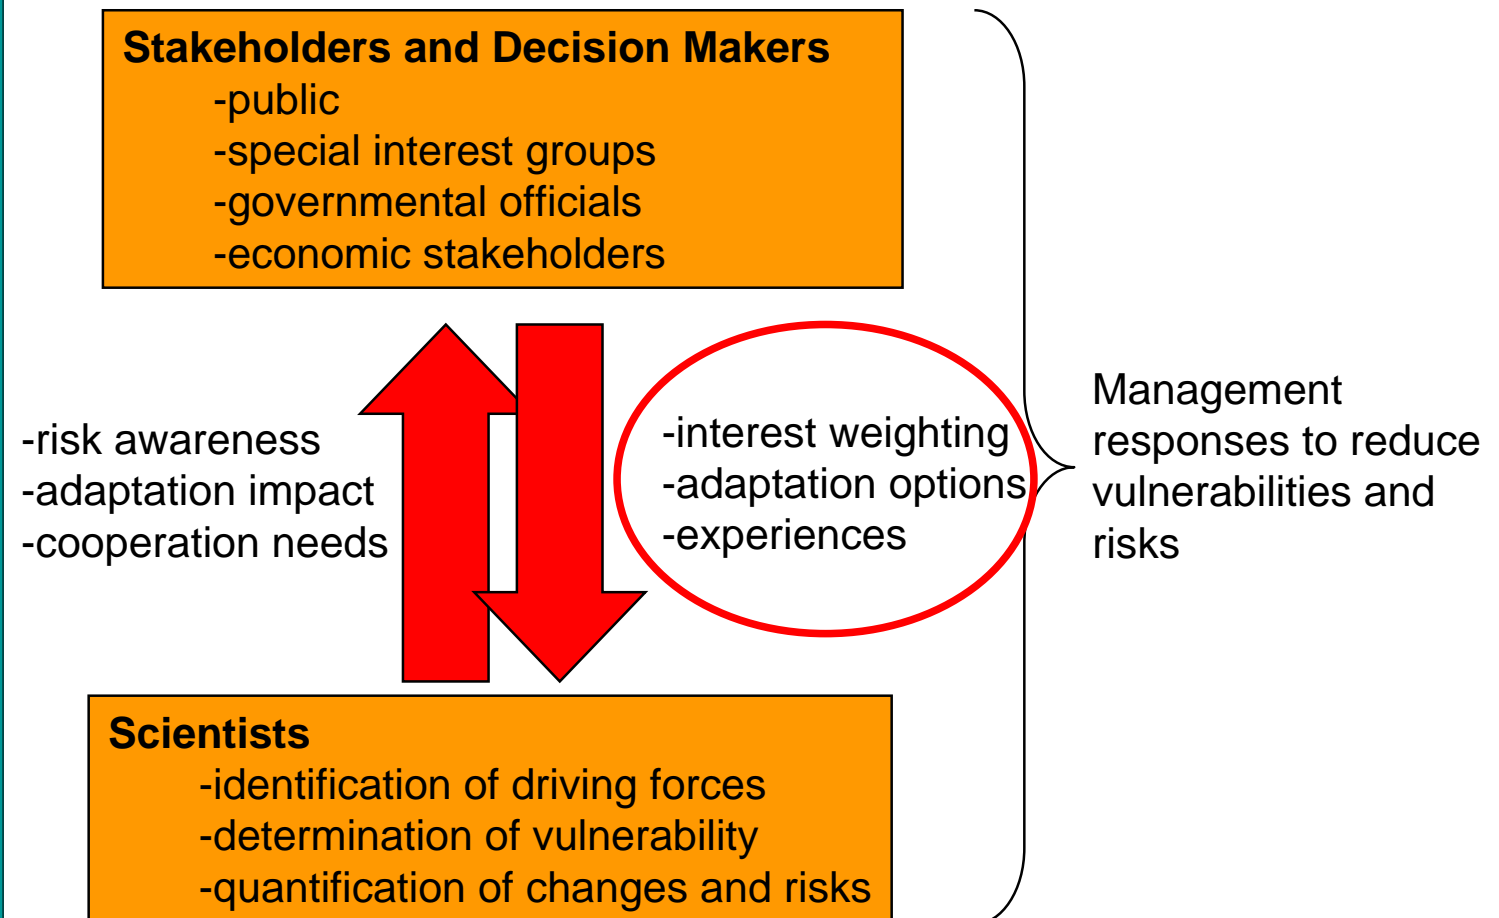 Stakeholders and Decision Makers
-public
-special interest groups
-governmental officials
-economic stakeholders
-risk awareness
-adaptation impact
-cooperation needs
-interest weighting
-adaptation options
-experiences
Management
responses to reduce
vulnerabilities and
risks
Scientists
-identification of driving forces
-determination of vulnerability
-quantification of changes and risks